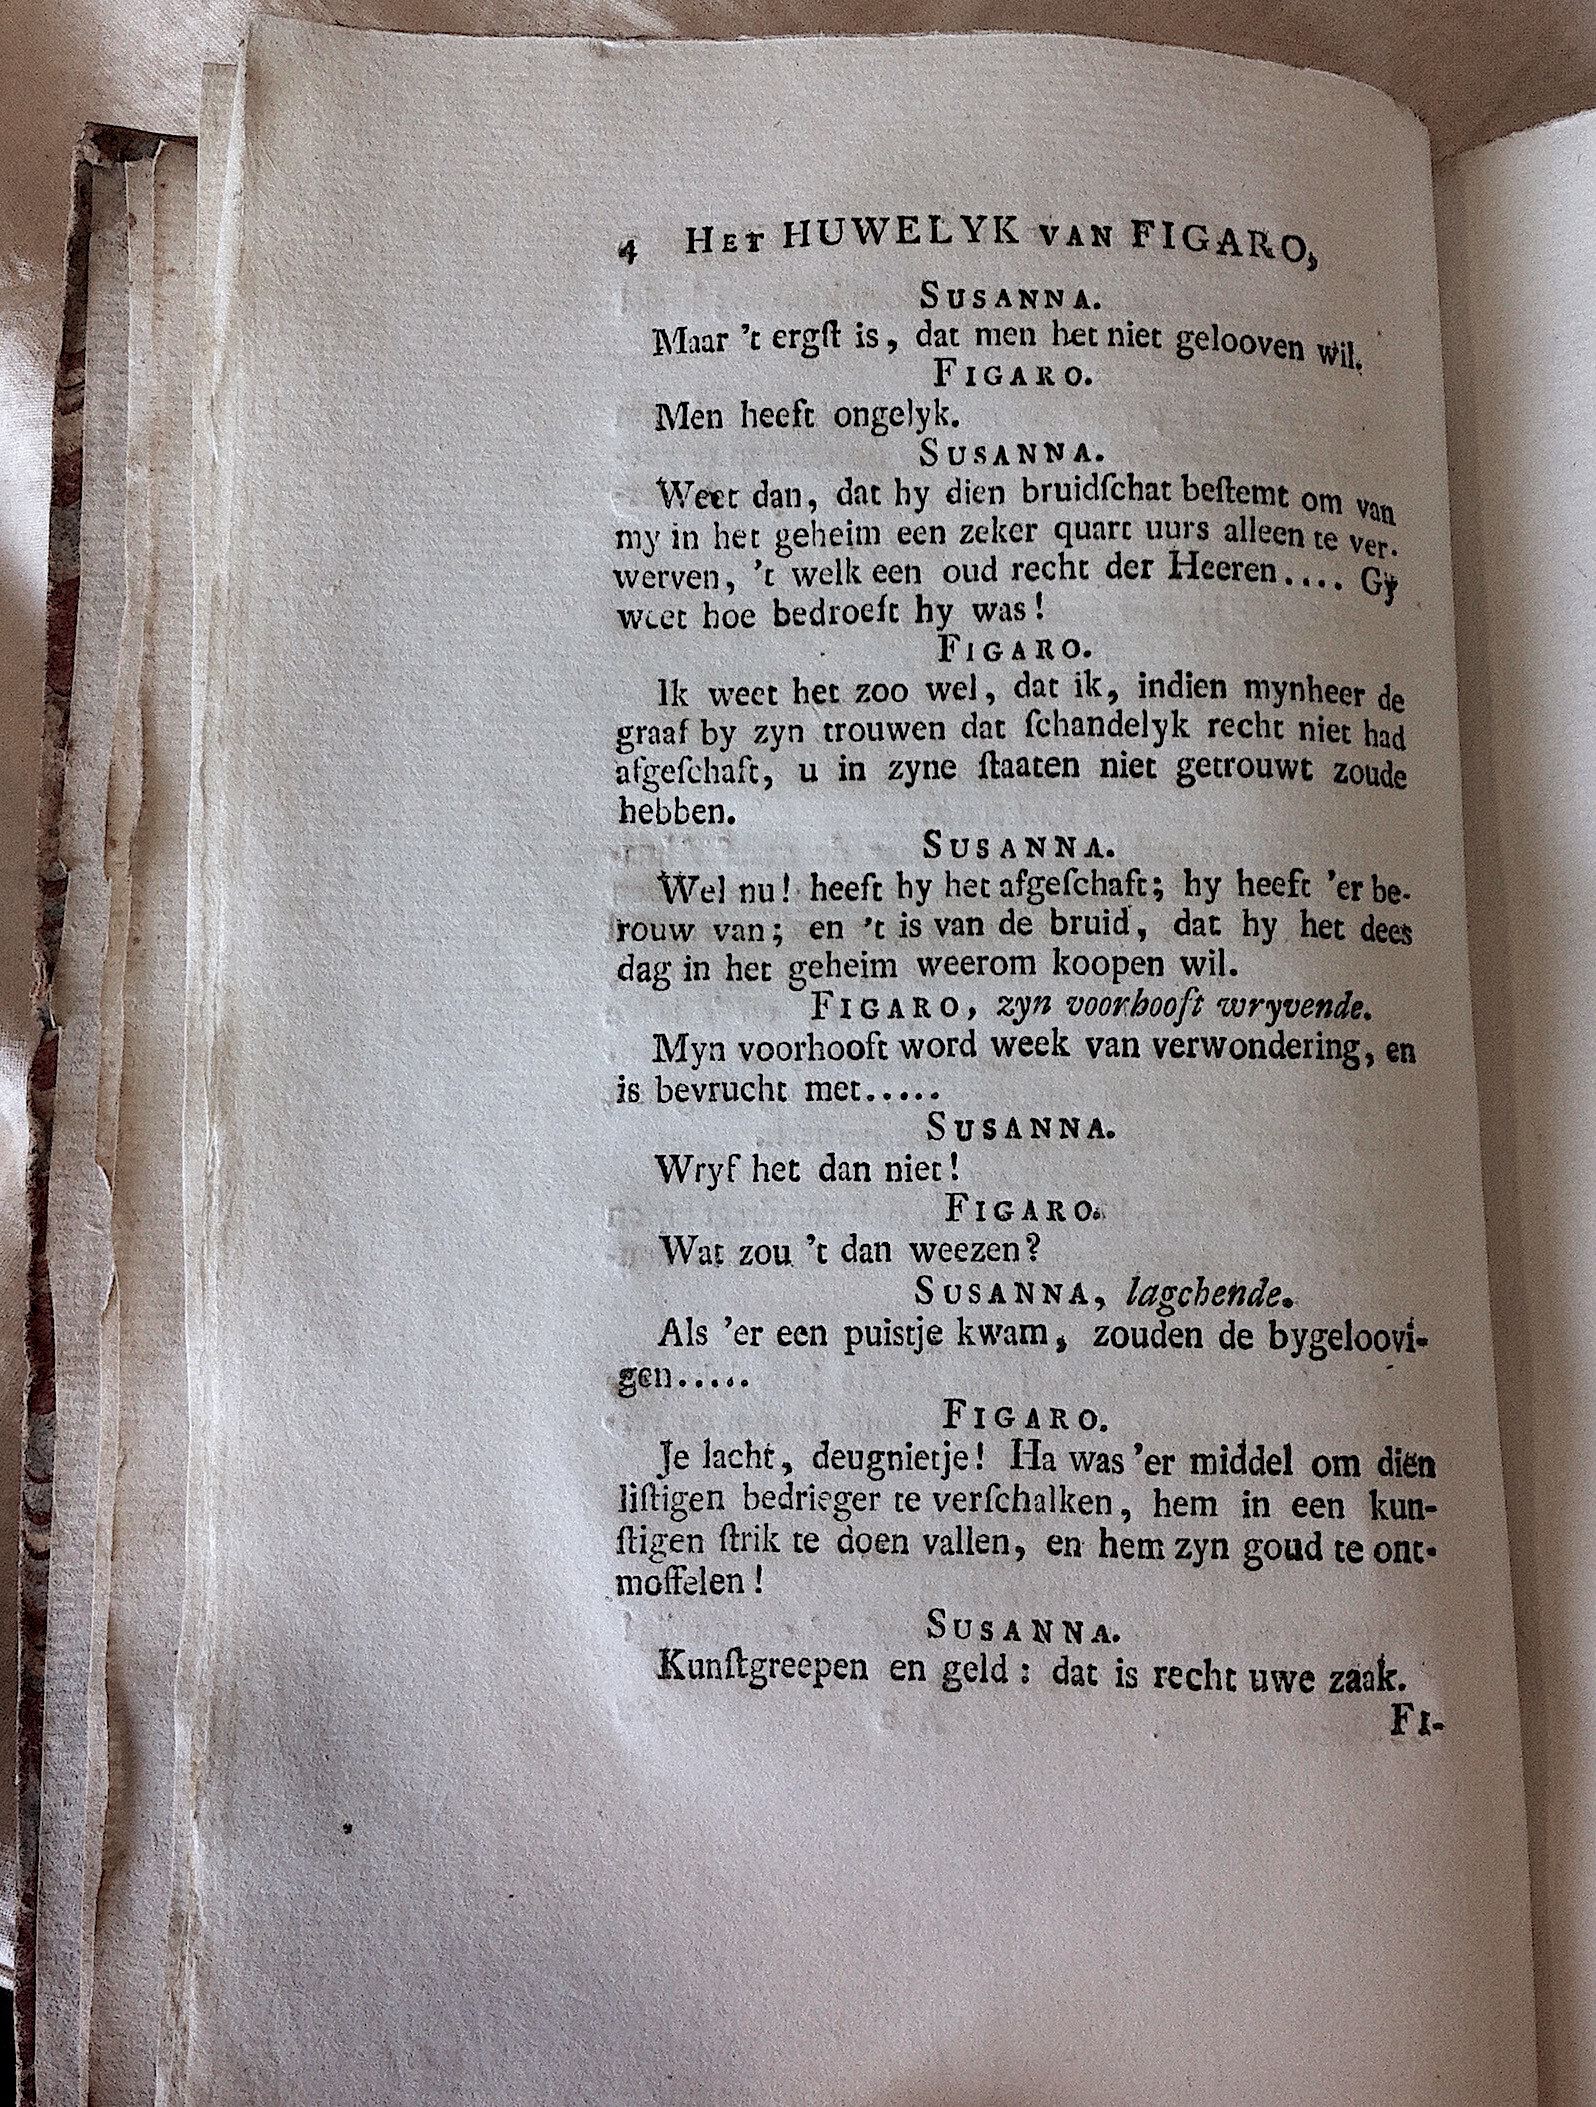 4 HET HUWELYK VAN FIGARO,
SUSANNA.
Maar 't ergſt is, dat men het niet gelooven wil.
FIGARO.
Men heeft ongelyk.
SUSANNA.
Weet dan, dat hy dien bruidſchat beſtemt om van
my in het geheim een zeker quart uurs alleen te ver-
werven, 't welk een oud recht der Heeren.... Gy
weet hoe bedroeft hy was!
FIGARO.
Ik weet het zoo wel, dat ik, indien mynheer de
graaf by zyn trouwen dat ſchandelyk recht niet had
afgeſchaft, u in zyne ſtaaten niet getrouwt zoude
hebben.
SUSANNA.
Wel nu! heeft hy het afgeſchaft; hy heeft 'er be-
rouw van; en 't is van de bruid, dat hy het dees
dag in het geheim weerom koopen wil.
FIGARO, zyn voorhooft wryvende.
Myn voorhooft word week van verwondering, en
is bevrucht met.....
SUSANNA.
Wryf het dan niet!
FIGARO.
Wat zou 't dan weezen?
SUSANNA, lagchende.
Als 'er een puistje kwam, zouden de bygeloovi-
gen.....
FIGARO.
Je lacht, deugnietje! Ha was 'er middel om dien
liſtigen bedrieger te verſchalken, hem in een kun-
ſtigen ſtrik te doen vallen, en hem zyn goud te ont-
moffelen!
SUSANNA.
Kunſtgreepen en geld: dat is recht uwe zaak.
FI-